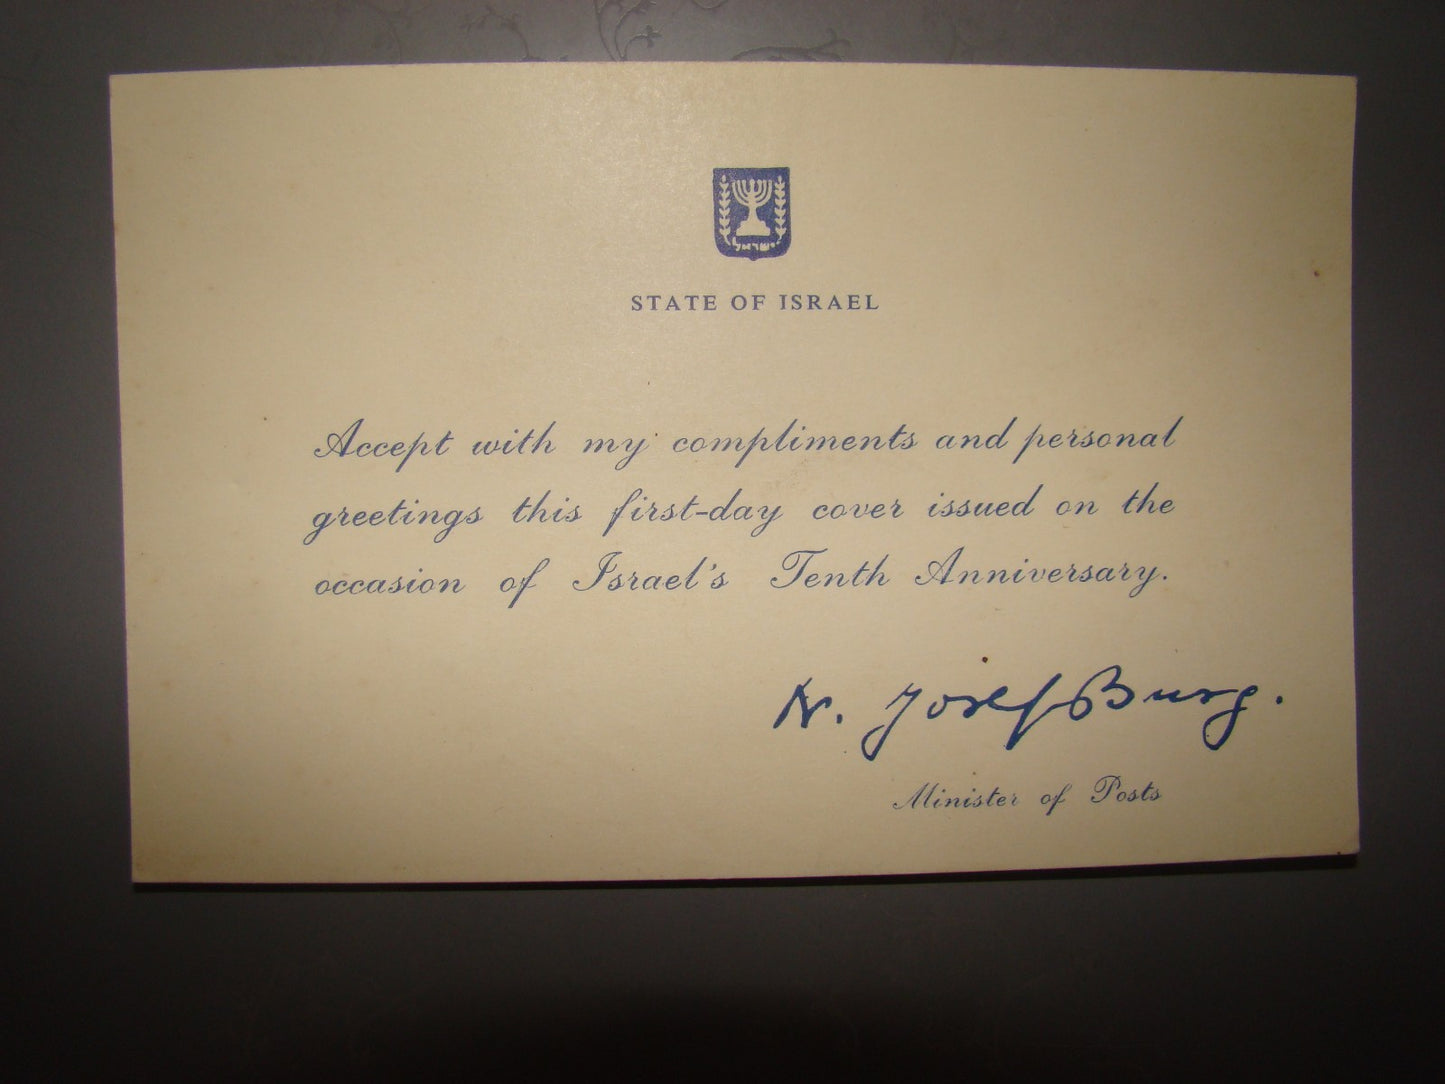 ישראל
STATE OF ISRAEL
Accept with my compliments and personal
greetings this first-day cover issued on the
occasion of Israel's Tenth Anniversary.
Dr. Josef Burg.
Minister of Posts